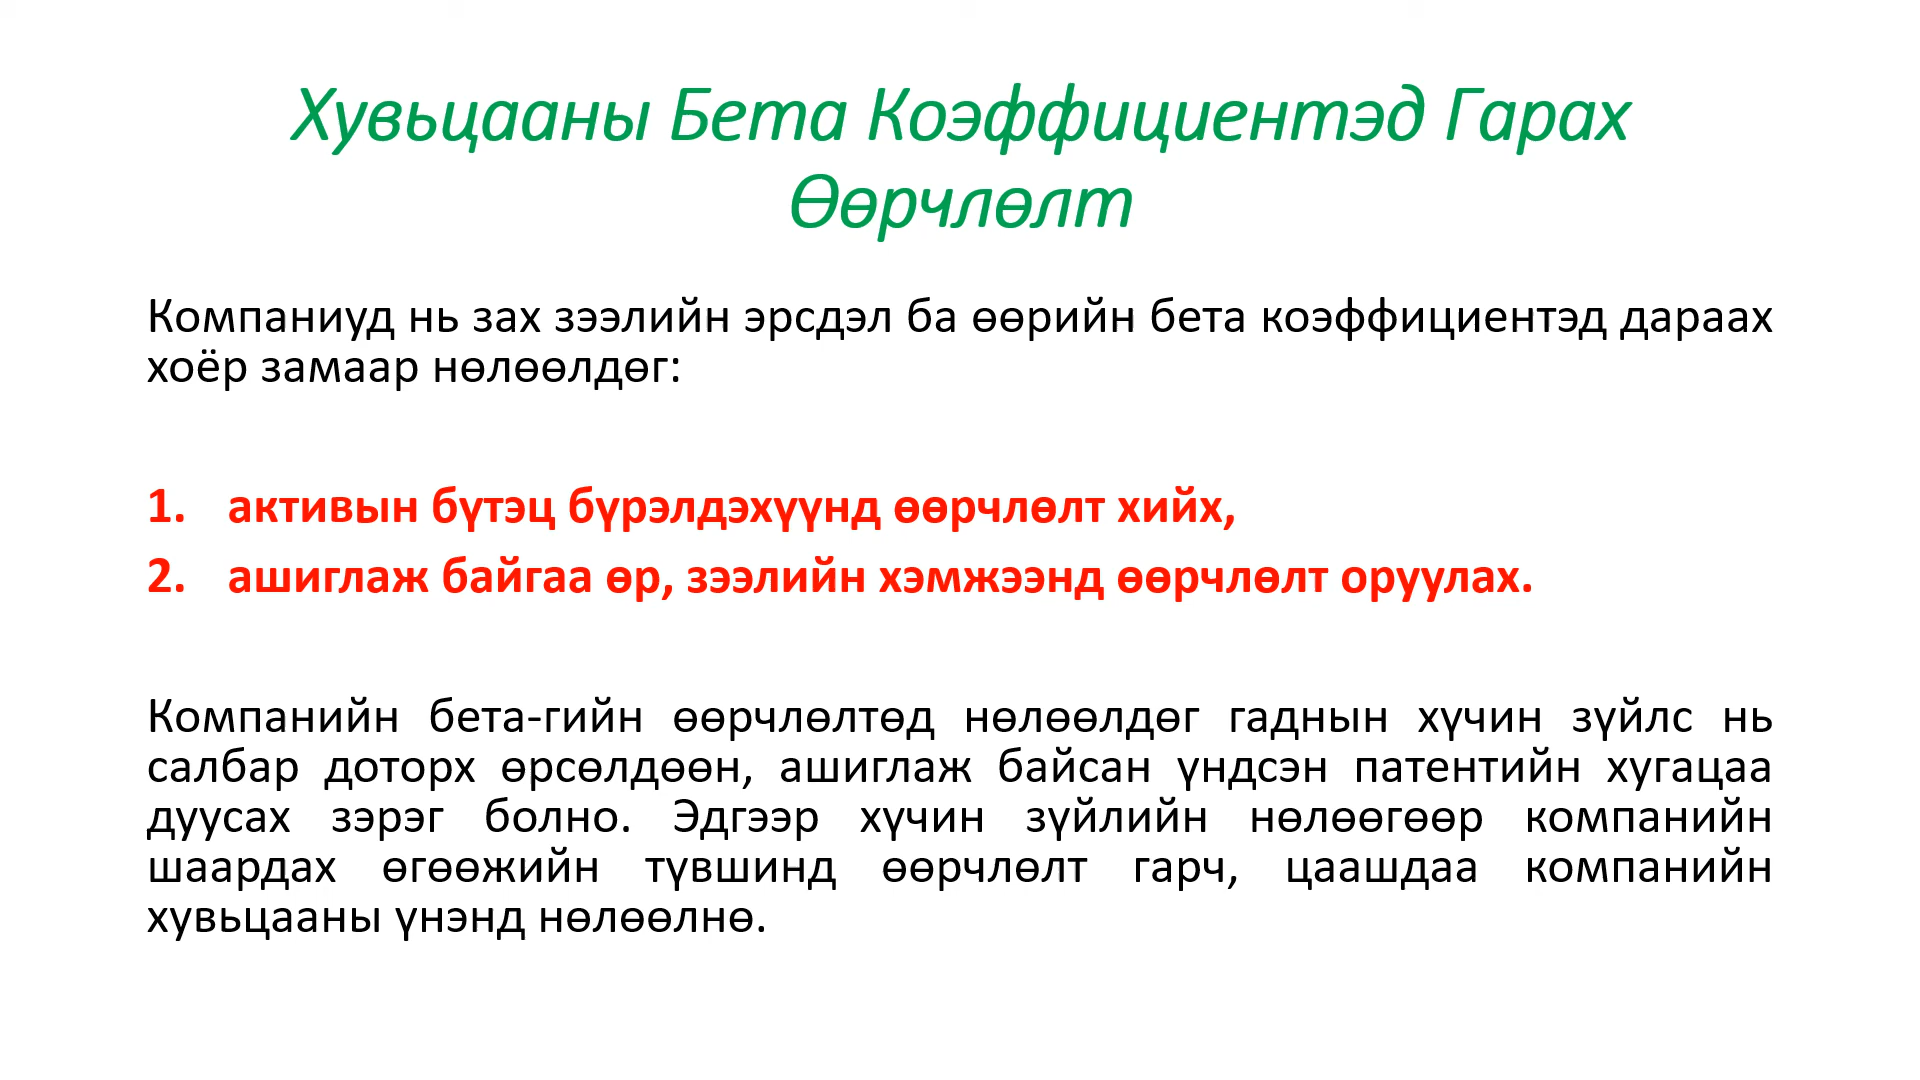 Хувьцааны Бета Коэффициентэд Гарах
Өөрчлөлт
Компаниуд нь зах зээлийн эрсдэл ба өөрийн бета коэффициентэд дараах
хоёр замаар нөлөөлдөг:
1. активын бүтэц бүрэлдэхүүнд өөрчлөлт хийх,
2. ашиглаж байгаа өр, зээлийн хэмжээнд өөрчлөлт оруулах.
Компанийн бета-гийн өөрчлөлтөд нөлөөлдөг гаднын хүчин зүйлс нь
салбар доторх өрсөлдөөн, ашиглаж байсан үндсэн патентийн хугацаа
дуусах зэрэг болно. Эдгээр хүчин зүйлийн нөлөөгөөр компанийн
шаардах өгөөжийн түвшинд өөрчлөлт гарч, цаашдаа компанийн
хувьцааны үнэнд нөлөөлнө.